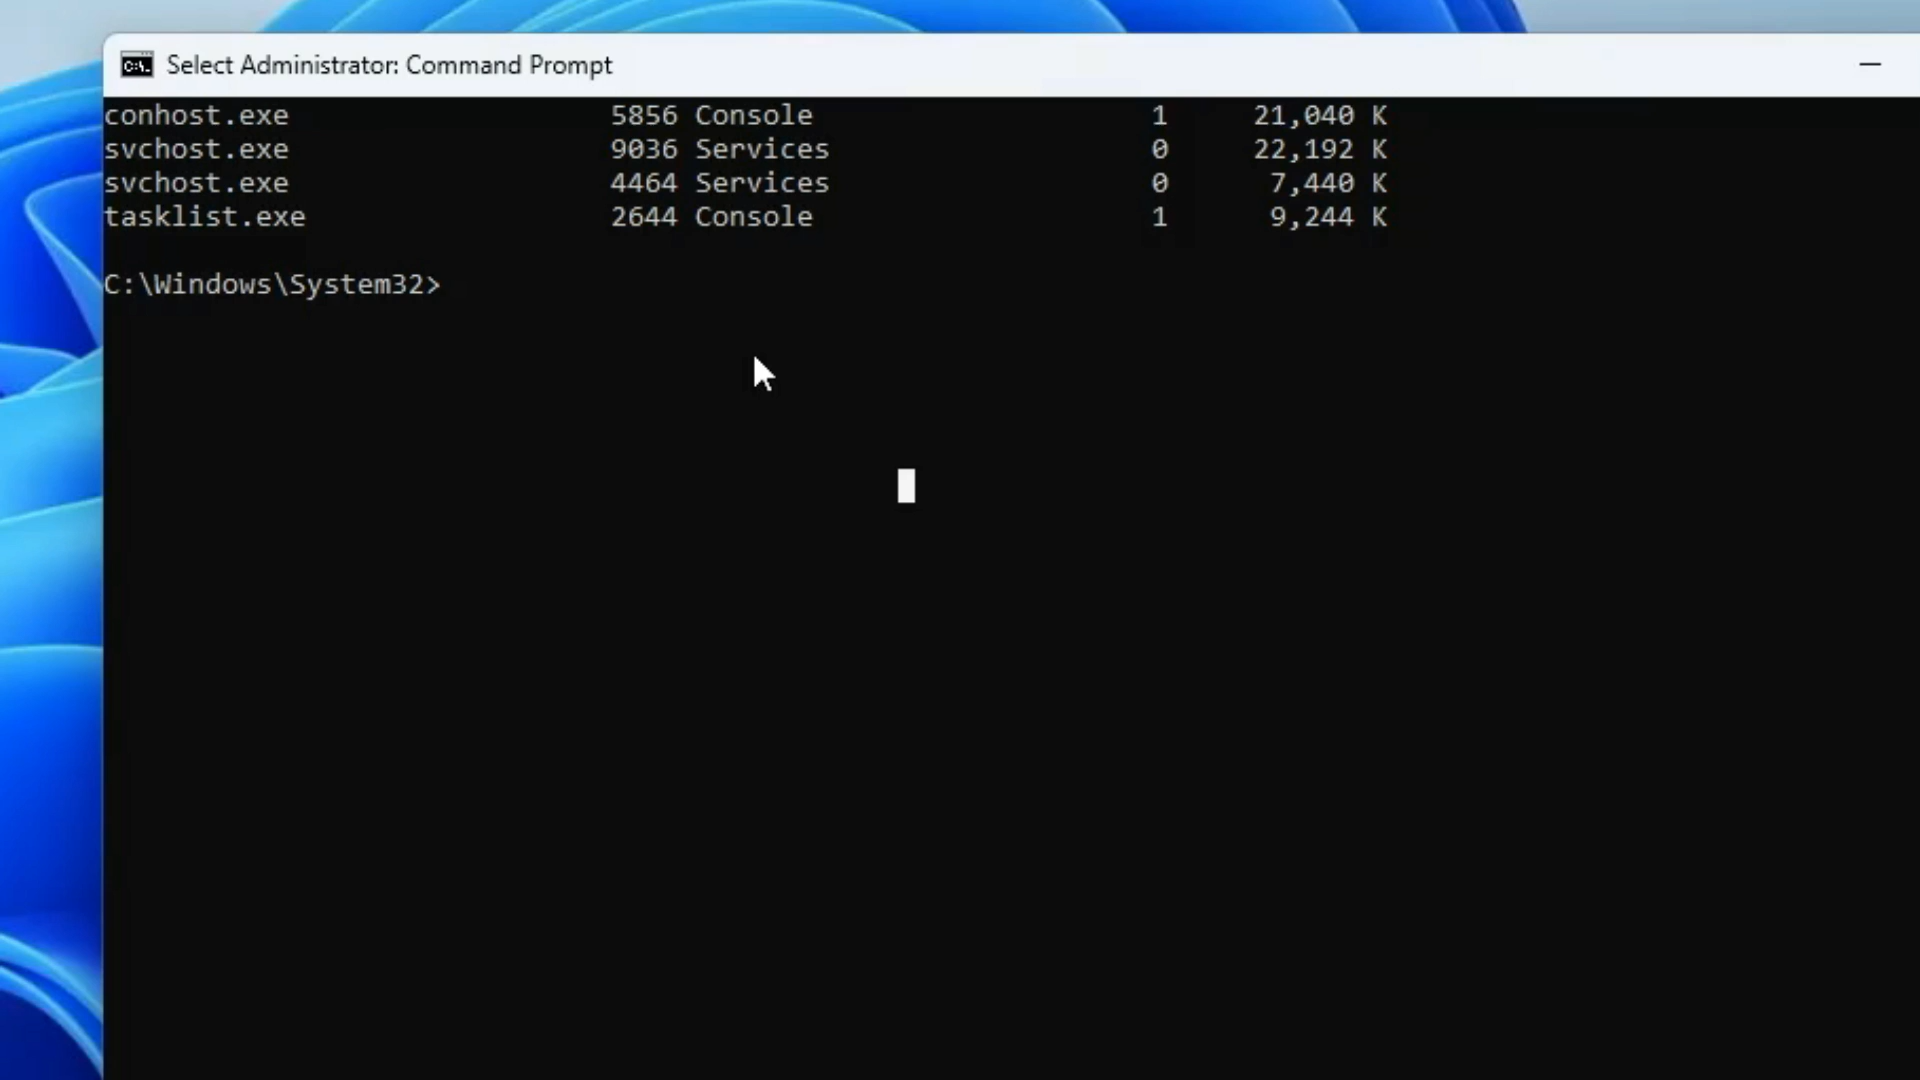 Select Administrator: Command Prompt
conhost.exe 5856 Console 1 21,040 K
svchost.exe 9036 Services 0 22,192 K
svchost.exe 4464 Services 0 7,440 K
tasklist.exe 2644 Console 1 9,244 K
C:\Windows\System32>